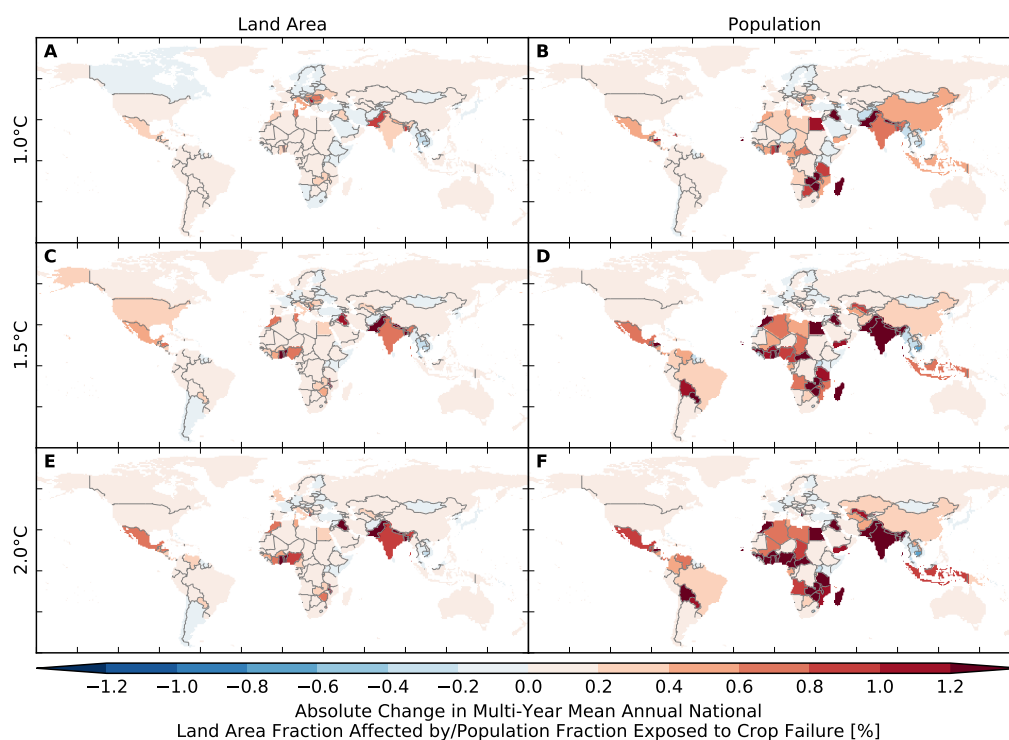 Land Area
Population
A
B
1.0°C
C
D
1.5°C
E
F
2.0°C
−1.2 −1.0 −0.8 −0.6 −0.4 −0.2 0.0 0.2 0.4 0.6 0.8 1.0 1.2
Absolute Change in Multi-Year Mean Annual National
Land Area Fraction Affected by/Population Fraction Exposed to Crop Failure [%]